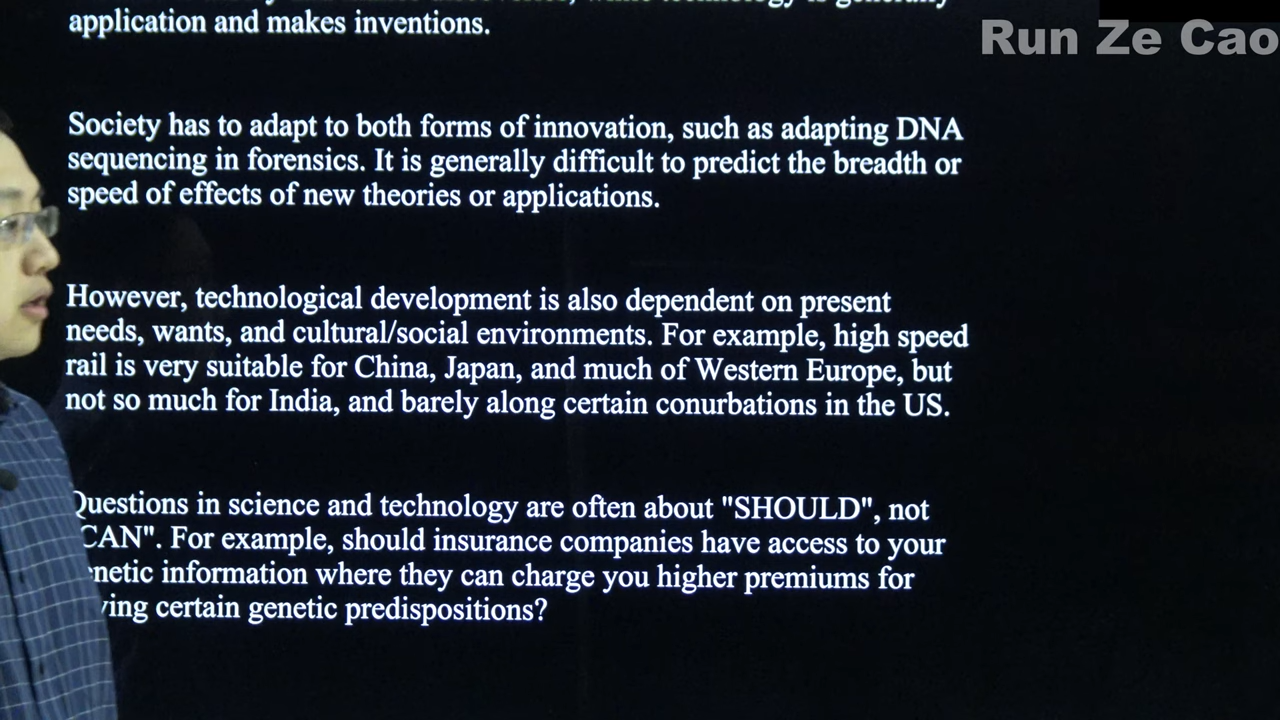 application and makes inventions.
Run Ze Cao
Society has to adapt to both forms of innovation, such as adapting DNA
sequencing in forensics. It is generally difficult to predict the breadth or
speed of effects of new theories or applications.
However, technological development is also dependent on present
needs, wants, and cultural/social environments. For example, high speed
rail is very suitable for China, Japan, and much of Western Europe, but
not so much for India, and barely along certain conurbations in the US.
Questions in science and technology are often about "SHOULD", not
CAN". For example, should insurance companies have access to your
netic information where they can charge you higher premiums for
ving certain genetic predispositions?